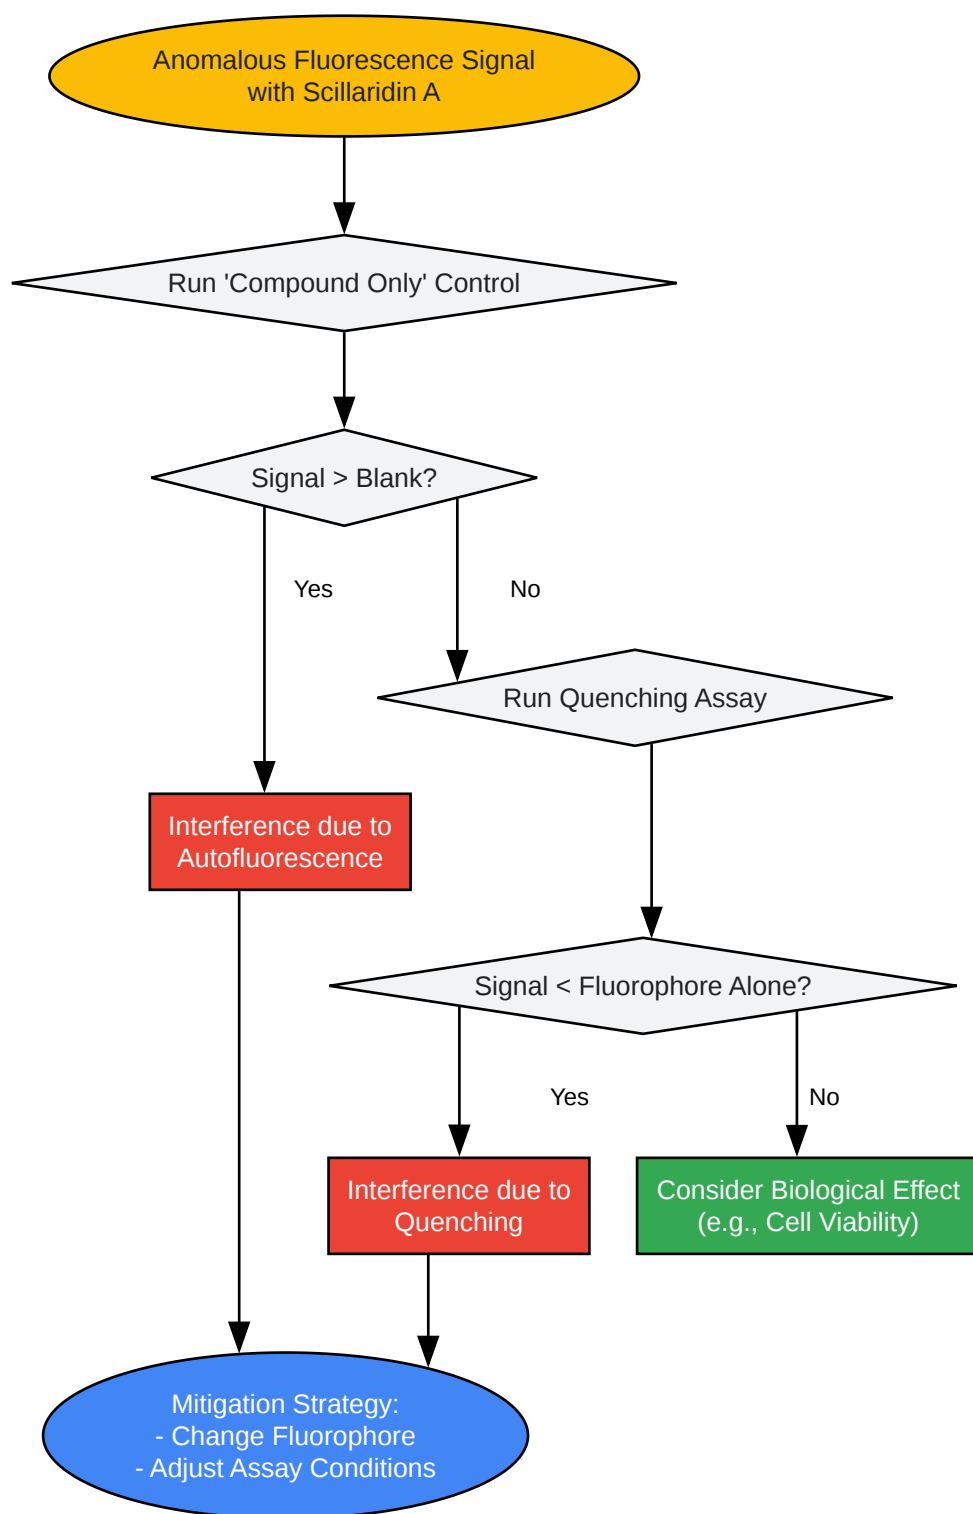 Anomalous Fluorescence Signal
with Scillaridin A
Run 'Compound Only' Control
Signal > Blank?
Yes
No
Run Quenching Assay
Interference due to
Autofluorescence
Signal < Fluorophore Alone?
Yes
No
Interference due to
Quenching
Consider Biological Effect
(e.g., Cell Viability)
Mitigation Strategy:
- Change Fluorophore
- Adjust Assay Conditions